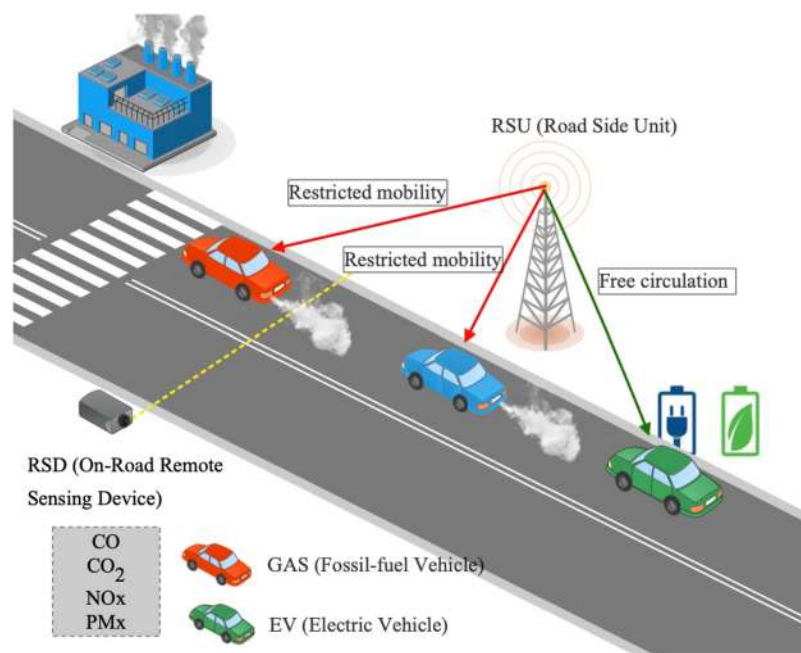 RSU (Road Side Unit)
Restricted mobility
Restricted mobility
Free circulation
RSD (On-Road Remote
Sensing Device)
CO
CO2
NOx
PMx
GAS (Fossil-fuel Vehicle)
EV (Electric Vehicle)